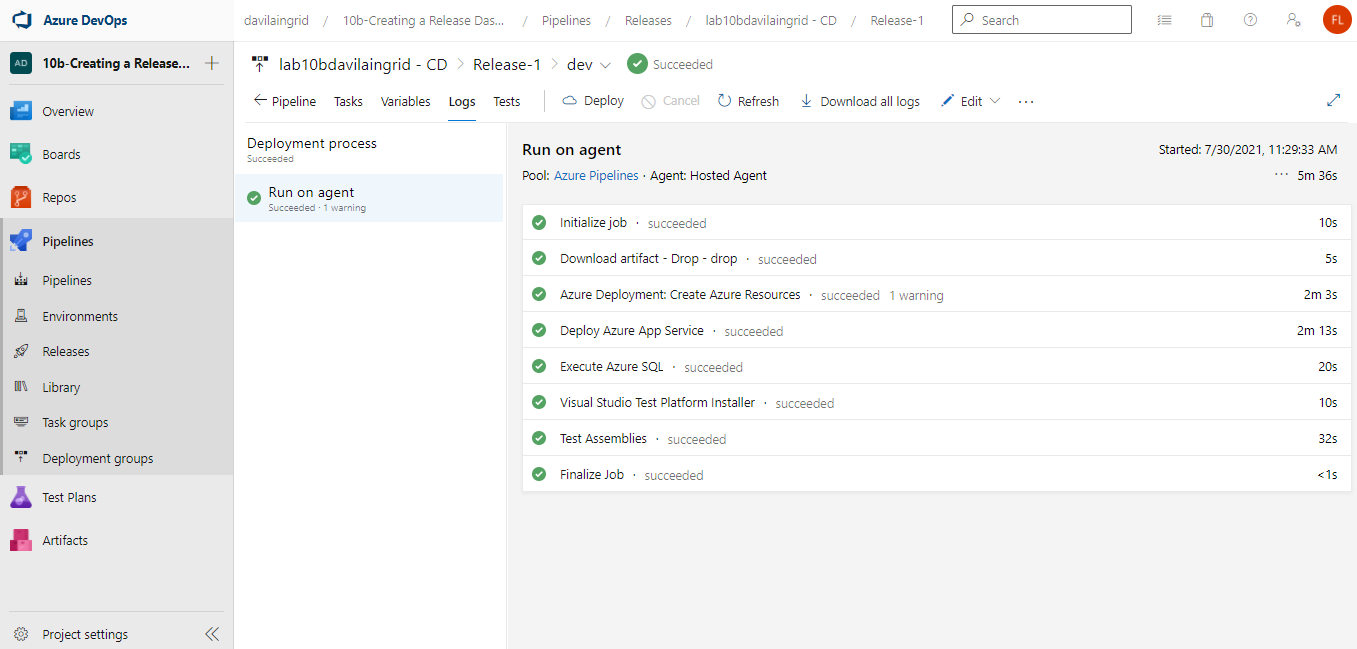 Azure DevOps
davilaingrid / 10b-Creating a Release Das... / Pipelines / Releases / lab10bdavilaingrid - CD / Release-1
Search
FL
AD 10b-Creating a Release...
Overview
Boards
Repos
Pipelines
Pipelines
Environments
Releases
Library
Task groups
Deployment groups
Test Plans
Artifacts
Project settings
lab10bdavilaingrid - CD > Release-1 > dev Succeeded
Pipeline Tasks Variables Logs Tests Deploy Cancel Refresh Download all logs Edit ...
Deployment process
Succeeded
Run on agent
Succeeded · 1 warning
Run on agent Started: 7/30/2021, 11:29:33 AM
Pool: Azure Pipelines · Agent: Hosted Agent ... 5m 36s
Initialize job · succeeded 10s
Download artifact - Drop - drop · succeeded 5s
Azure Deployment: Create Azure Resources · succeeded 1 warning 2m 3s
Deploy Azure App Service · succeeded 2m 13s
Execute Azure SQL · succeeded 20s
Visual Studio Test Platform Installer · succeeded 10s
Test Assemblies · succeeded 32s
Finalize Job · succeeded <1s